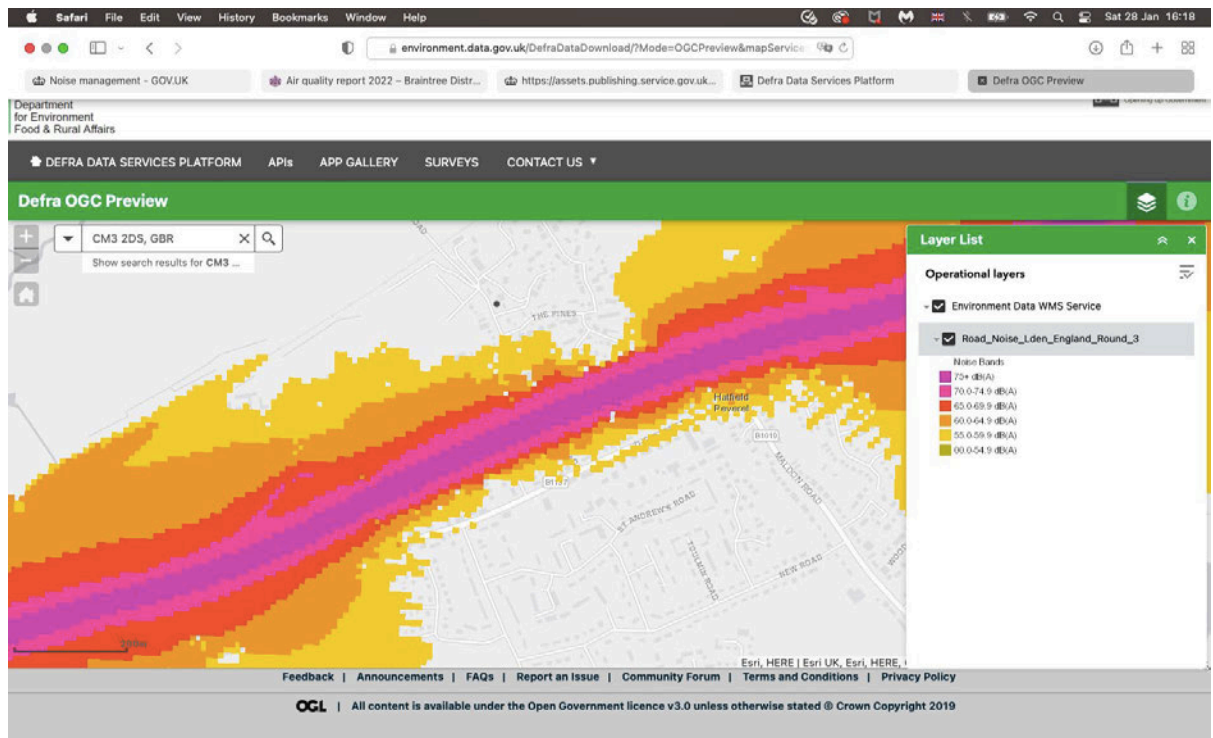 Safari File Edit View History Bookmarks Window Help
Sat 28 Jan 16:18
environment.data.gov.uk/DefraDataDownload/?Mode=OGCPreview&mapService
Noise management - GOV.UK
Air quality report 2022 – Braintree Distr...
https://assets.publishing.service.gov.uk...
Defra Data Services Platform
Defra OGC Preview
Department
for Environment
Food & Rural Affairs
Opening up Government
DEFRA DATA SERVICES PLATFORM
APIs
APP GALLERY
SURVEYS
CONTACT US
Defra OGC Preview
CM3 2DS, GBR
Show search results for CM3 ...
THE PINES
Hatfield
Peverel
B1019
B1137
MALDON ROAD
ST ANDREW'S ROAD
TOULMIN ROAD
NEW ROAD
200m
Layer List
Operational layers
Environment Data WMS Service
Road_Noise_Lden_England_Round_3
Noise Bands
75+ dB(A)
70.0-74.9 dB(A)
65.0-69.9 dB(A)
60.0-64.9 dB(A)
55.0-59.9 dB(A)
00.0-54.9 dB(A)
Esri, HERE | Esri UK, Esri, HERE,
Feedback | Announcements | FAQs | Report an Issue | Community Forum | Terms and Conditions | Privacy Policy
OGL | All content is available under the Open Government licence v3.0 unless otherwise stated © Crown Copyright 2019